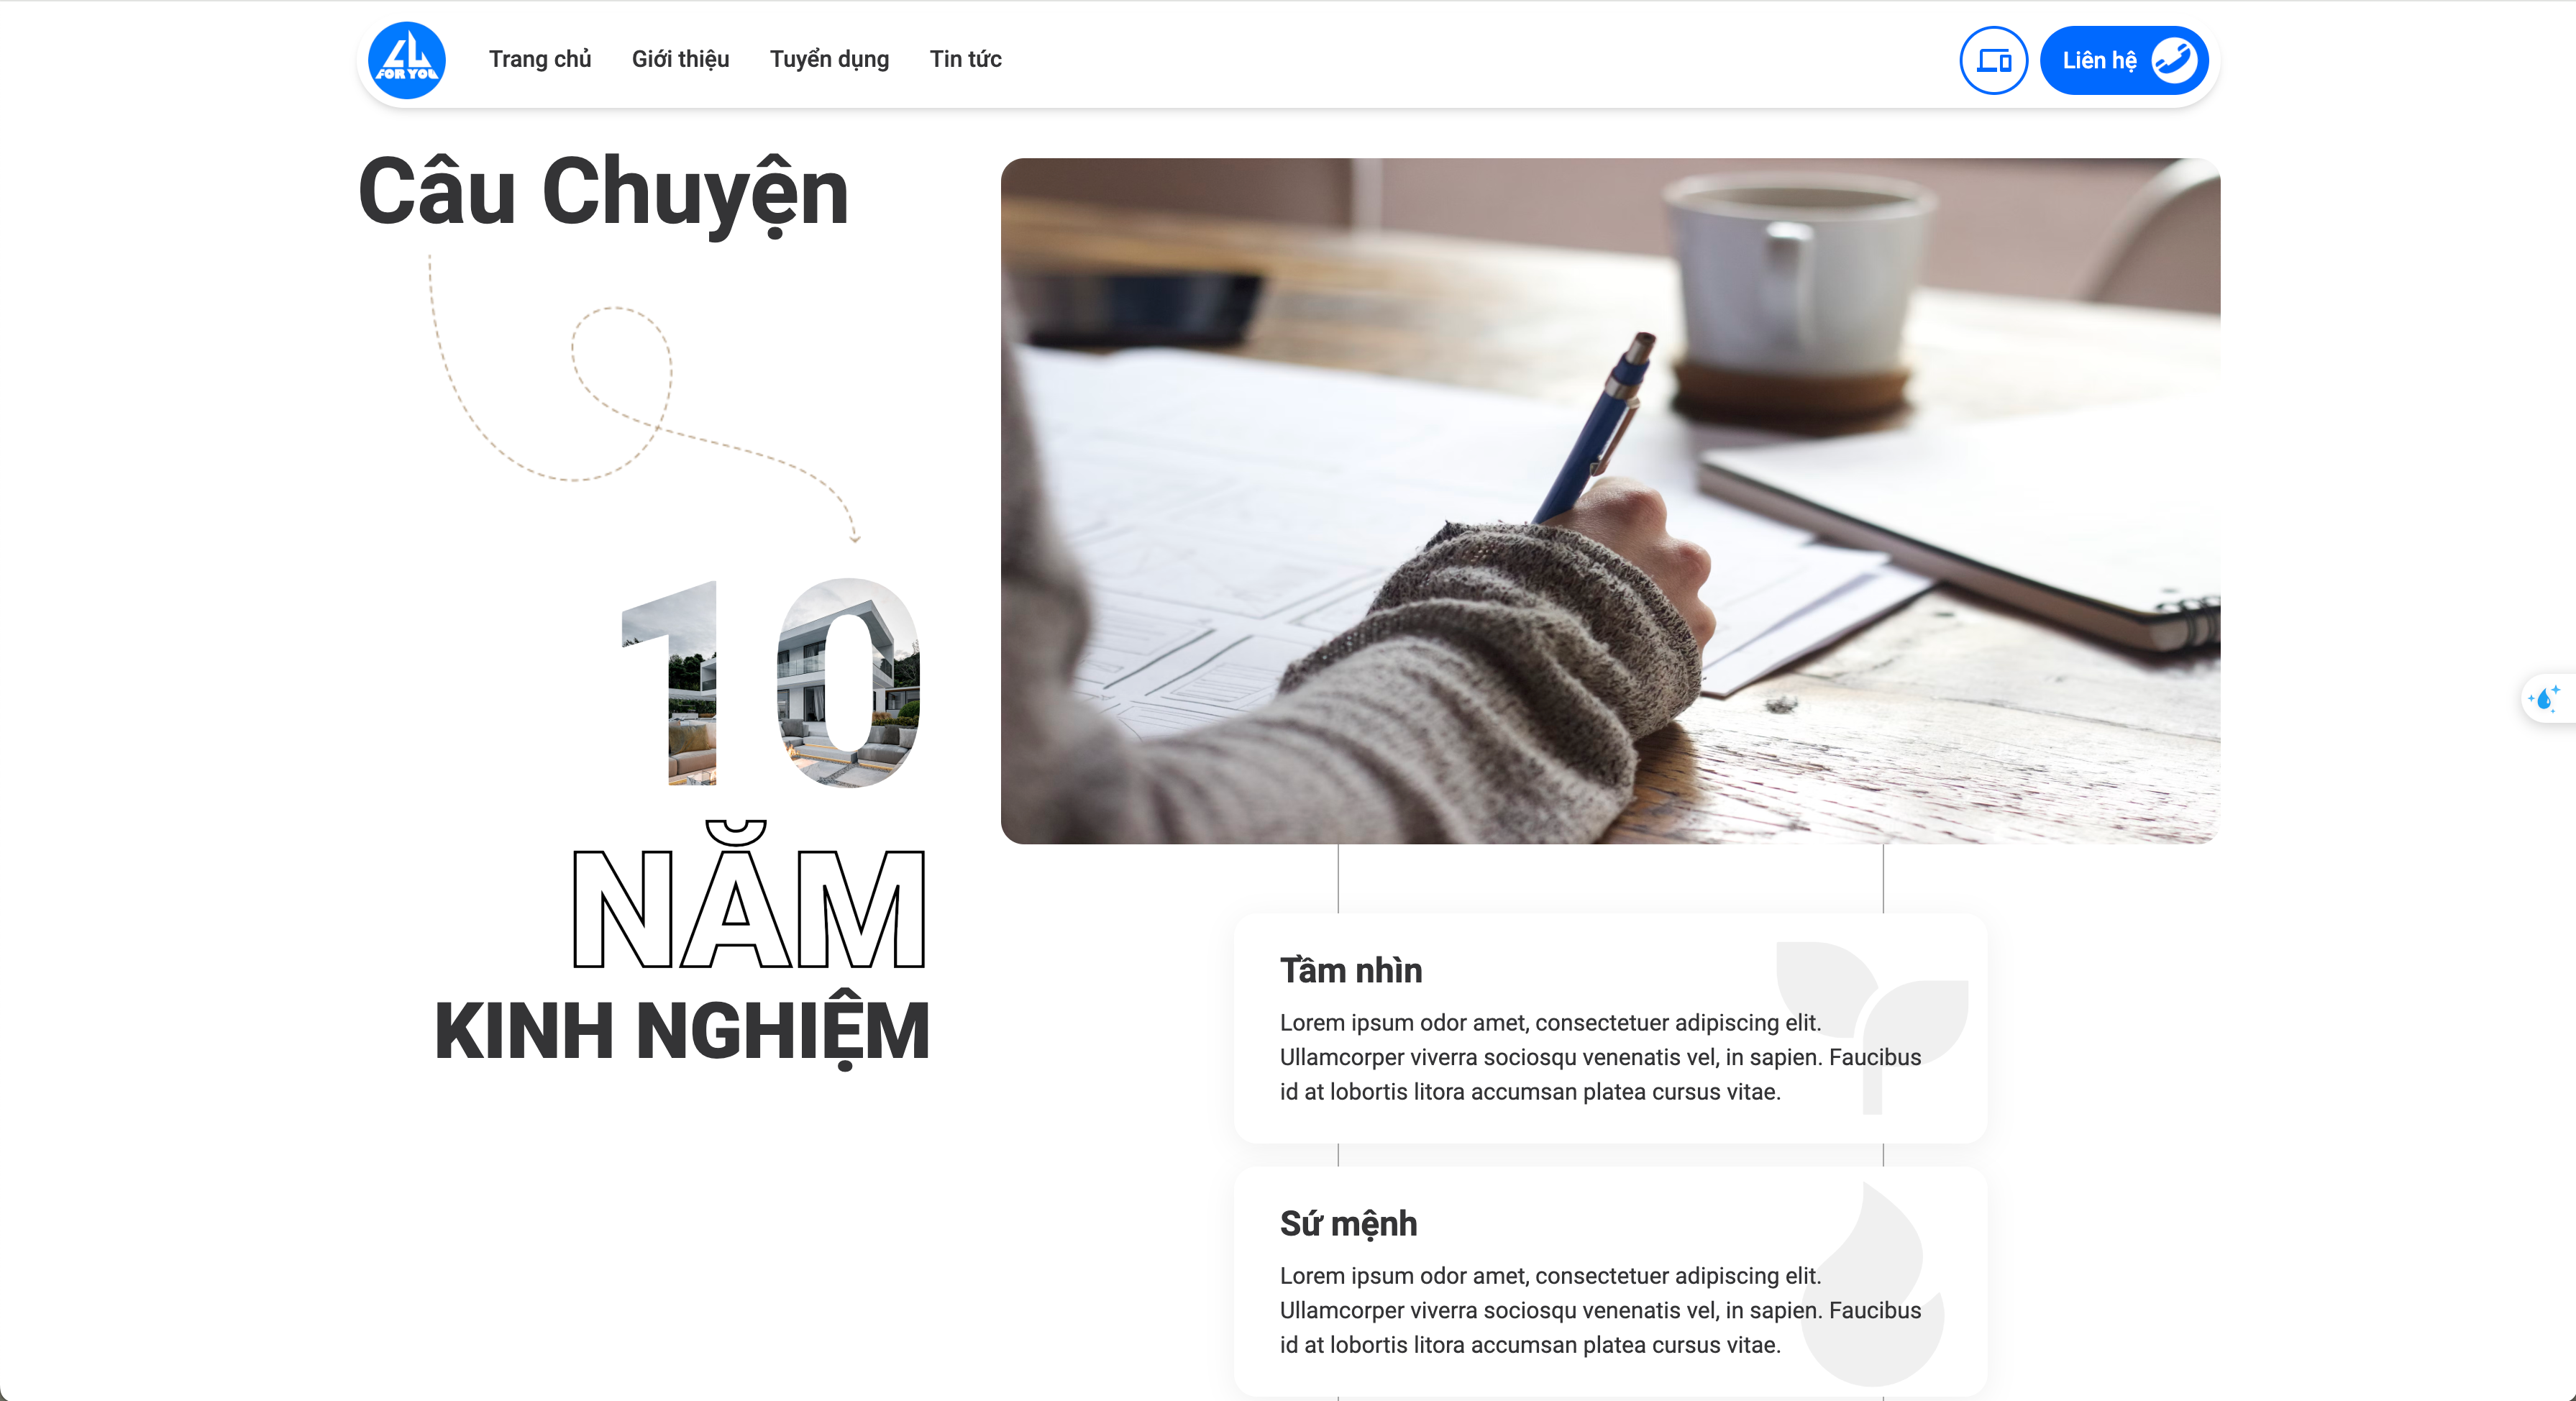 LL
FOR YOU
Trang chủ
Giới thiệu
Tuyển dụng
Tin tức
Liên hệ
Câu Chuyện
10
NĂM
KINH NGHIỆM
Tầm nhìn
Lorem ipsum odor amet, consectetuer adipiscing elit.
Ullamcorper viverra sociosqu venenatis vel, in sapien. Faucibus
id at lobortis litora accumsan platea cursus vitae.
Sứ mệnh
Lorem ipsum odor amet, consectetuer adipiscing elit.
Ullamcorper viverra sociosqu venenatis vel, in sapien. Faucibus
id at lobortis litora accumsan platea cursus vitae.